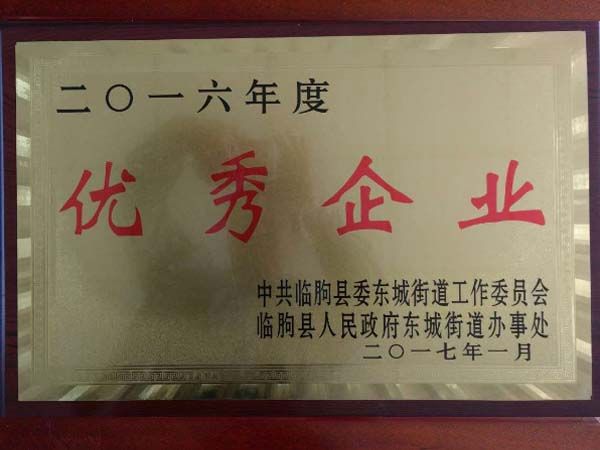 二〇一六年度
优秀企业
中共临朐县委东城街道工作委员会
临朐县人民政府东城街道办事处
二〇一七年一月